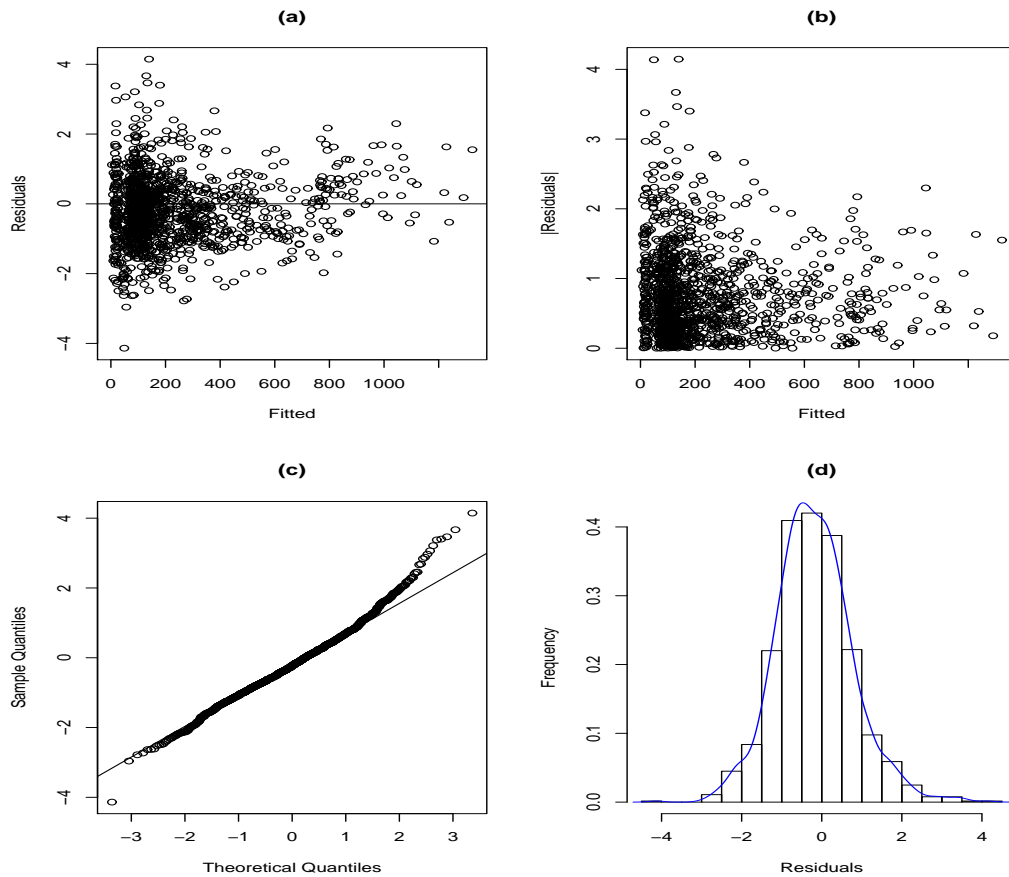 (a)
Residuals
4
2
0
−2
−4
0 200 400 600 800 1000
Fitted
(b)
|Residuals|
4
3
2
1
0
0 200 400 600 800 1000
Fitted
(c)
Sample Quantiles
4
2
0
−2
−4
−3 −2 −1 0 1 2 3
Theoretical Quantiles
(d)
Frequency
0.4
0.3
0.2
0.1
0.0
−4 −2 0 2 4
Residuals